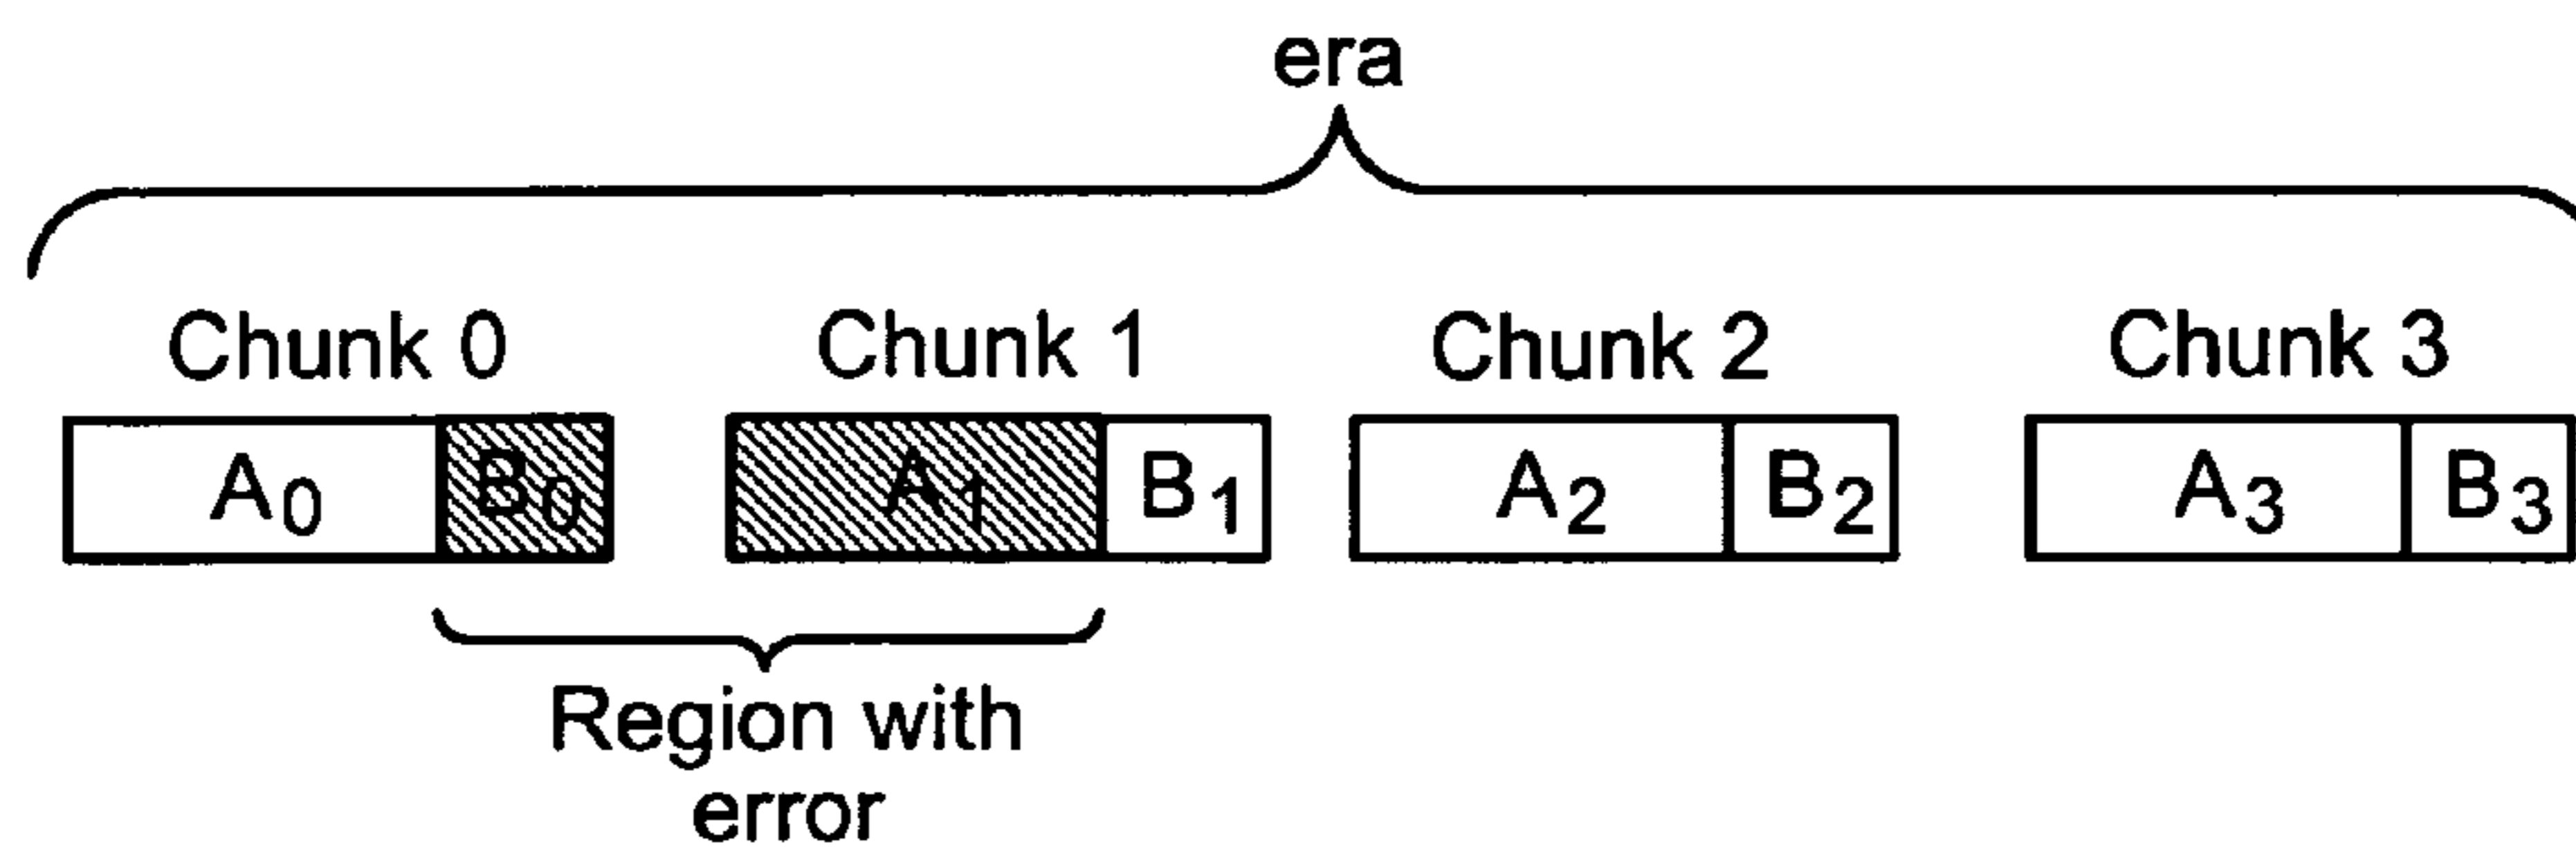 era
Chunk 0 Chunk 1 Chunk 2 Chunk 3
A0 B0 A1 B1 A2 B2 A3 B3
Region with
error